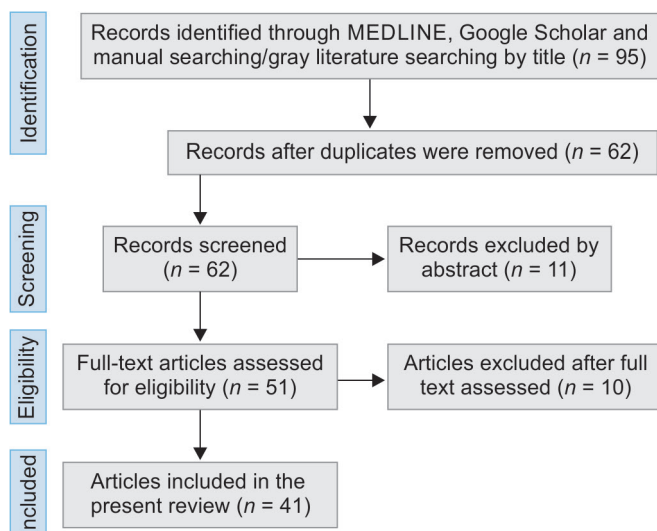 Identification
Records identified through MEDLINE, Google Scholar and
manual searching/gray literature searching by title (n = 95)
Records after duplicates were removed (n = 62)
Screening
Records screened
(n = 62)
Records excluded by
abstract (n = 11)
Eligibility
Full-text articles assessed
for eligibility (n = 51)
Articles excluded after full
text assessed (n = 10)
Included
Articles included in the
present review (n = 41)